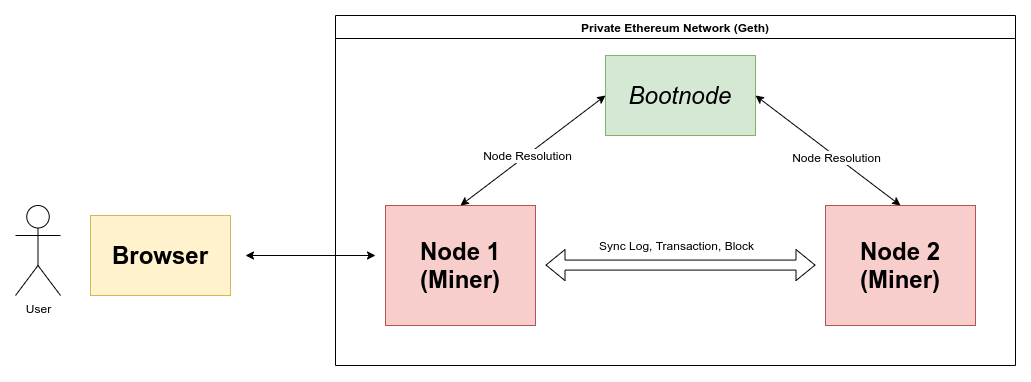 Private Ethereum Network (Geth)
Bootnode
Node Resolution
Node Resolution
Browser
Node 1
(Miner)
Sync Log, Transaction, Block
Node 2
(Miner)
User